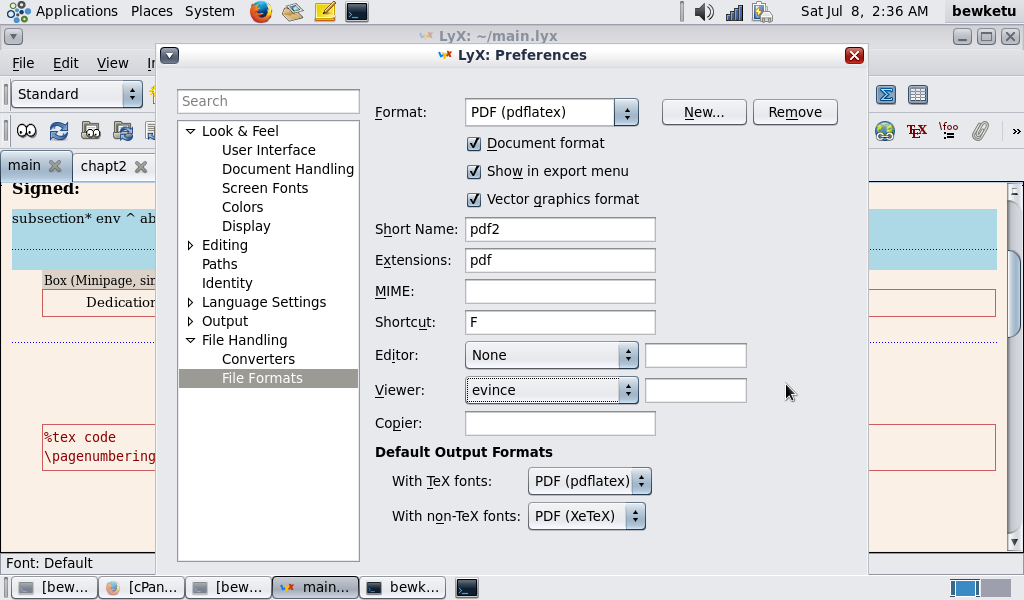 Applications Places System Sat Jul 8, 2:36 AM bewketu
LyX: ~/main.lyx
LyX: Preferences
File Edit View
Standard
main chapt2
Signed:
subsection* env ^ ab
Box (Minipage, sin
Dedication
%tex code
\pagenumbering
Font: Default
Search
Look & Feel
User Interface
Document Handling
Screen Fonts
Colors
Display
Editing
Paths
Identity
Language Settings
Output
File Handling
Converters
File Formats
Format: PDF (pdflatex) New... Remove
Document format
Show in export menu
Vector graphics format
Short Name: pdf2
Extensions: pdf
MIME:
Shortcut: F
Editor: None
Viewer: evince
Copier:
Default Output Formats
With TeX fonts: PDF (pdflatex)
With non-TeX fonts: PDF (XeTeX)
TEX \foo »
[bew... [cPan... [bew... main... bewk...